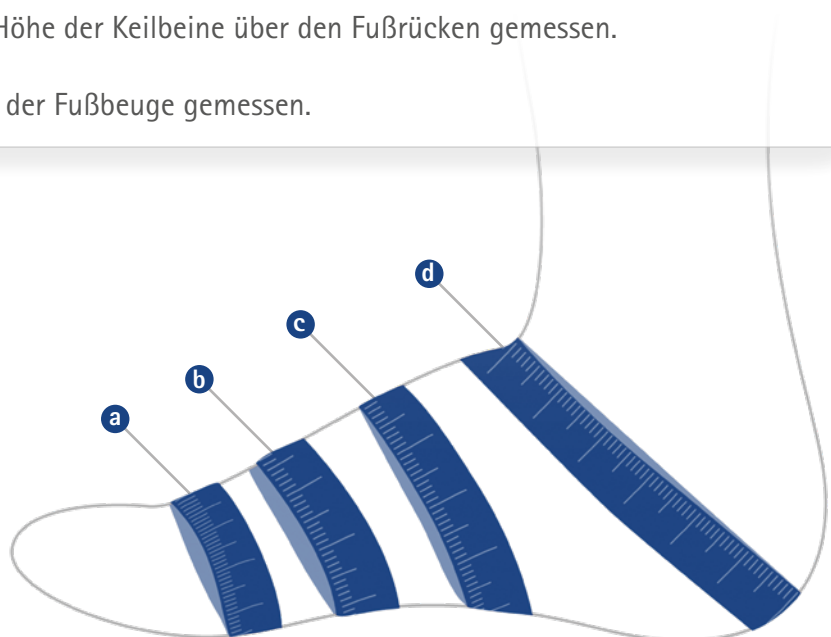 Höhe der Keilbeine über den Fußrücken gemessen.
der Fußbeuge gemessen.
d
c
b
a